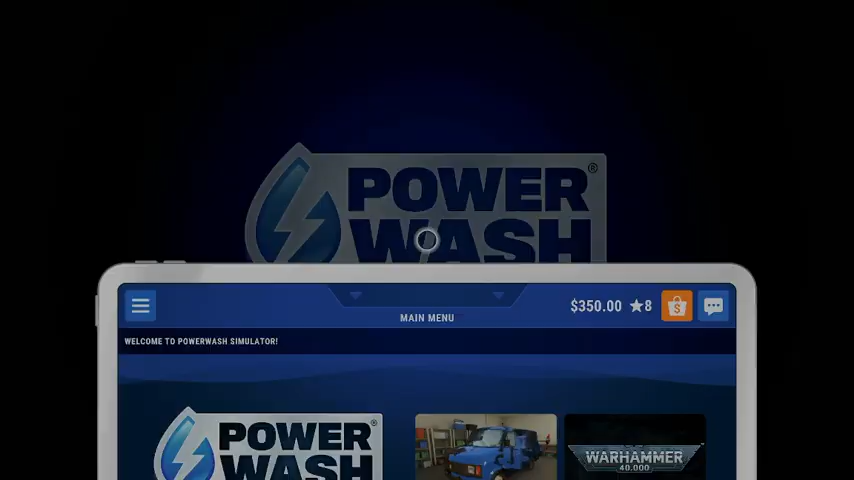 POWER
WASH
®
$350.00 ★8
MAIN MENU
WELCOME TO POWERWASH SIMULATOR!
POWER
WASH
®
WARHAMMER
40,000